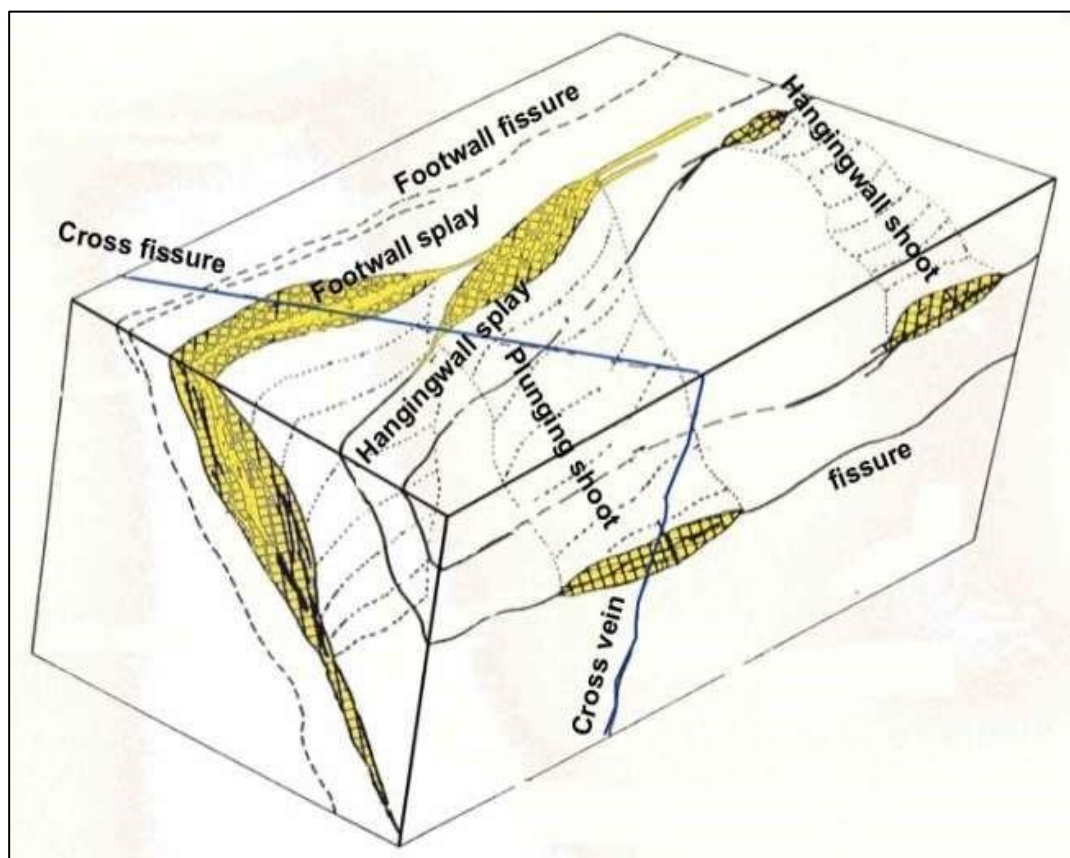 Footwall fissure
Hangingwall shoot
Cross fissure
Footwall splay
Hangingwall splay
Plunging shoot
fissure
Cross vein